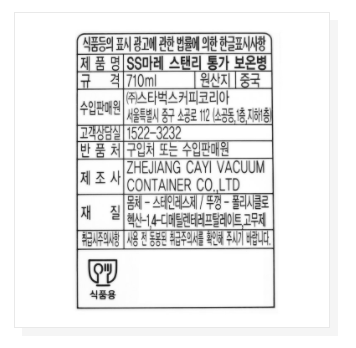 식품등의 표시 광고에 관한 법률에 의한 한글표시사항
제 품 명 SS마레 스탠리 통가 보온병
규 격 710ml 원산지 중국
수입판매원 ㈜스타벅스커피코리아
서울특별시 중구 소공로 112 (소공동,1층,지하1층)
고객상담실 1522-3232
반 품 처 구입처 또는 수입판매원
제 조 사 ZHEJIANG CAYI VACUUM
CONTAINER CO.,LTD
재 질 몸체 - 스테인레스제 / 뚜껑 - 폴리시클로
헥산-1,4-디메틸렌테레프탈레이트,고무제
취급시주의사항 사용 전 동봉된 취급주의서를 확인해 주시기 바랍니다.
식품용